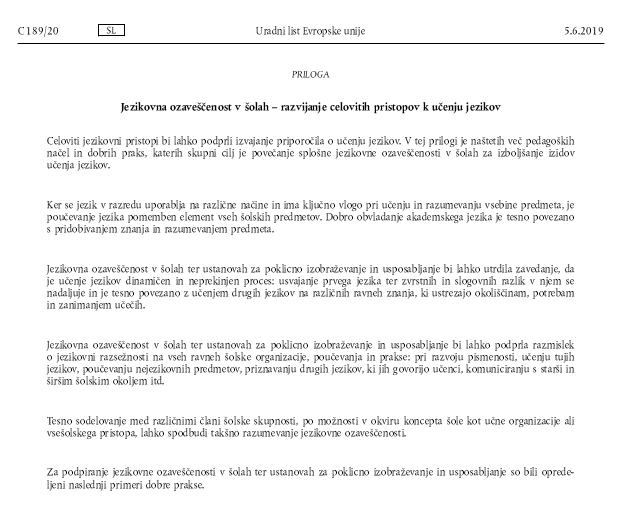 C 189/20 SL Uradni list Evropske unije 5.6.2019
PRILOGA
Jezikovna ozaveščenost v šolah – razvijanje celovitih pristopov k učenju jezikov
Celoviti jezikovni pristopi bi lahko podprli izvajanje priporočila o učenju jezikov. V tej prilogi je naštetih več pedagoških
načel in dobrih praks, katerih skupni cilj je povečanje splošne jezikovne ozaveščenosti v šolah za izboljšanje izidov
učenja jezikov.
Ker se jezik v razredu uporablja na različne načine in ima ključno vlogo pri učenju in razumevanju vsebine predmeta, je
poučevanje jezika pomemben element vseh šolskih predmetov. Dobro obvladanje akademskega jezika je tesno povezano
s pridobivanjem znanja in razumevanjem predmeta.
Jezikovna ozaveščenost v šolah ter ustanovah za poklicno izobraževanje in usposabljanje bi lahko utrdila zavedanje, da
je učenje jezikov dinamičen in neprekinjen proces: usvajanje prvega jezika ter zvrstnih in slogovnih razlik v njem se
nadaljuje in je tesno povezano z učenjem drugih jezikov na različnih ravneh znanja, ki ustrezajo okoliščinam, potrebam
in zanimanjem učečih.
Jezikovna ozaveščenost v šolah ter ustanovah za poklicno izobraževanje in usposabljanje bi lahko podprla razmislek
o jezikovni razsežnosti na vseh ravneh šolske organizacije, poučevanja in prakse: pri razvoju pismenosti, učenju tujih
jezikov, poučevanju nejezikovnih predmetov, priznavanju drugih jezikov, ki jih govorijo učenci, komuniciranju s starši in
širšim šolskim okoljem itd.
Tesno sodelovanje med različnimi člani šolske skupnosti, po možnosti v okviru koncepta šole kot učne organizacije ali
vsešolskega pristopa, lahko spodbudi takšno razumevanje jezikovne ozaveščenosti.
Za podpiranje jezikovne ozaveščenosti v šolah ter ustanovah za poklicno izobraževanje in usposabljanje so bili oprede-
ljeni naslednji primeri dobre prakse.